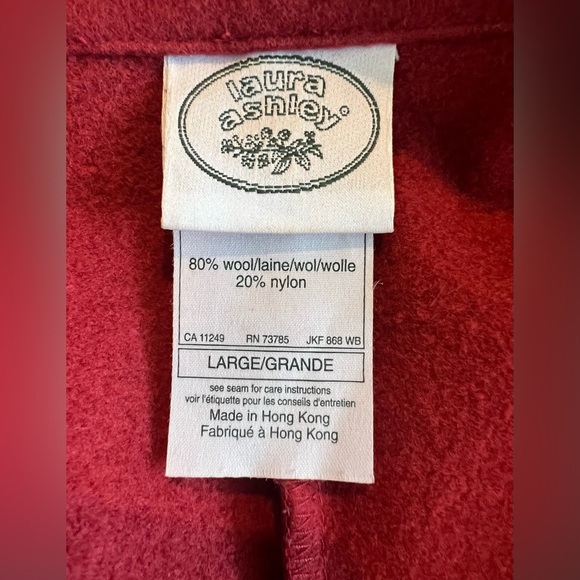 laura
ashley®
80% wool/laine/wol/wolle
20% nylon
CA 11249 RN 73785 JKF 868 WB
LARGE/GRANDE
see seam for care instructions
voir l'étiquette pour les conseils d'entretien
Made in Hong Kong
Fabriqué à Hong Kong